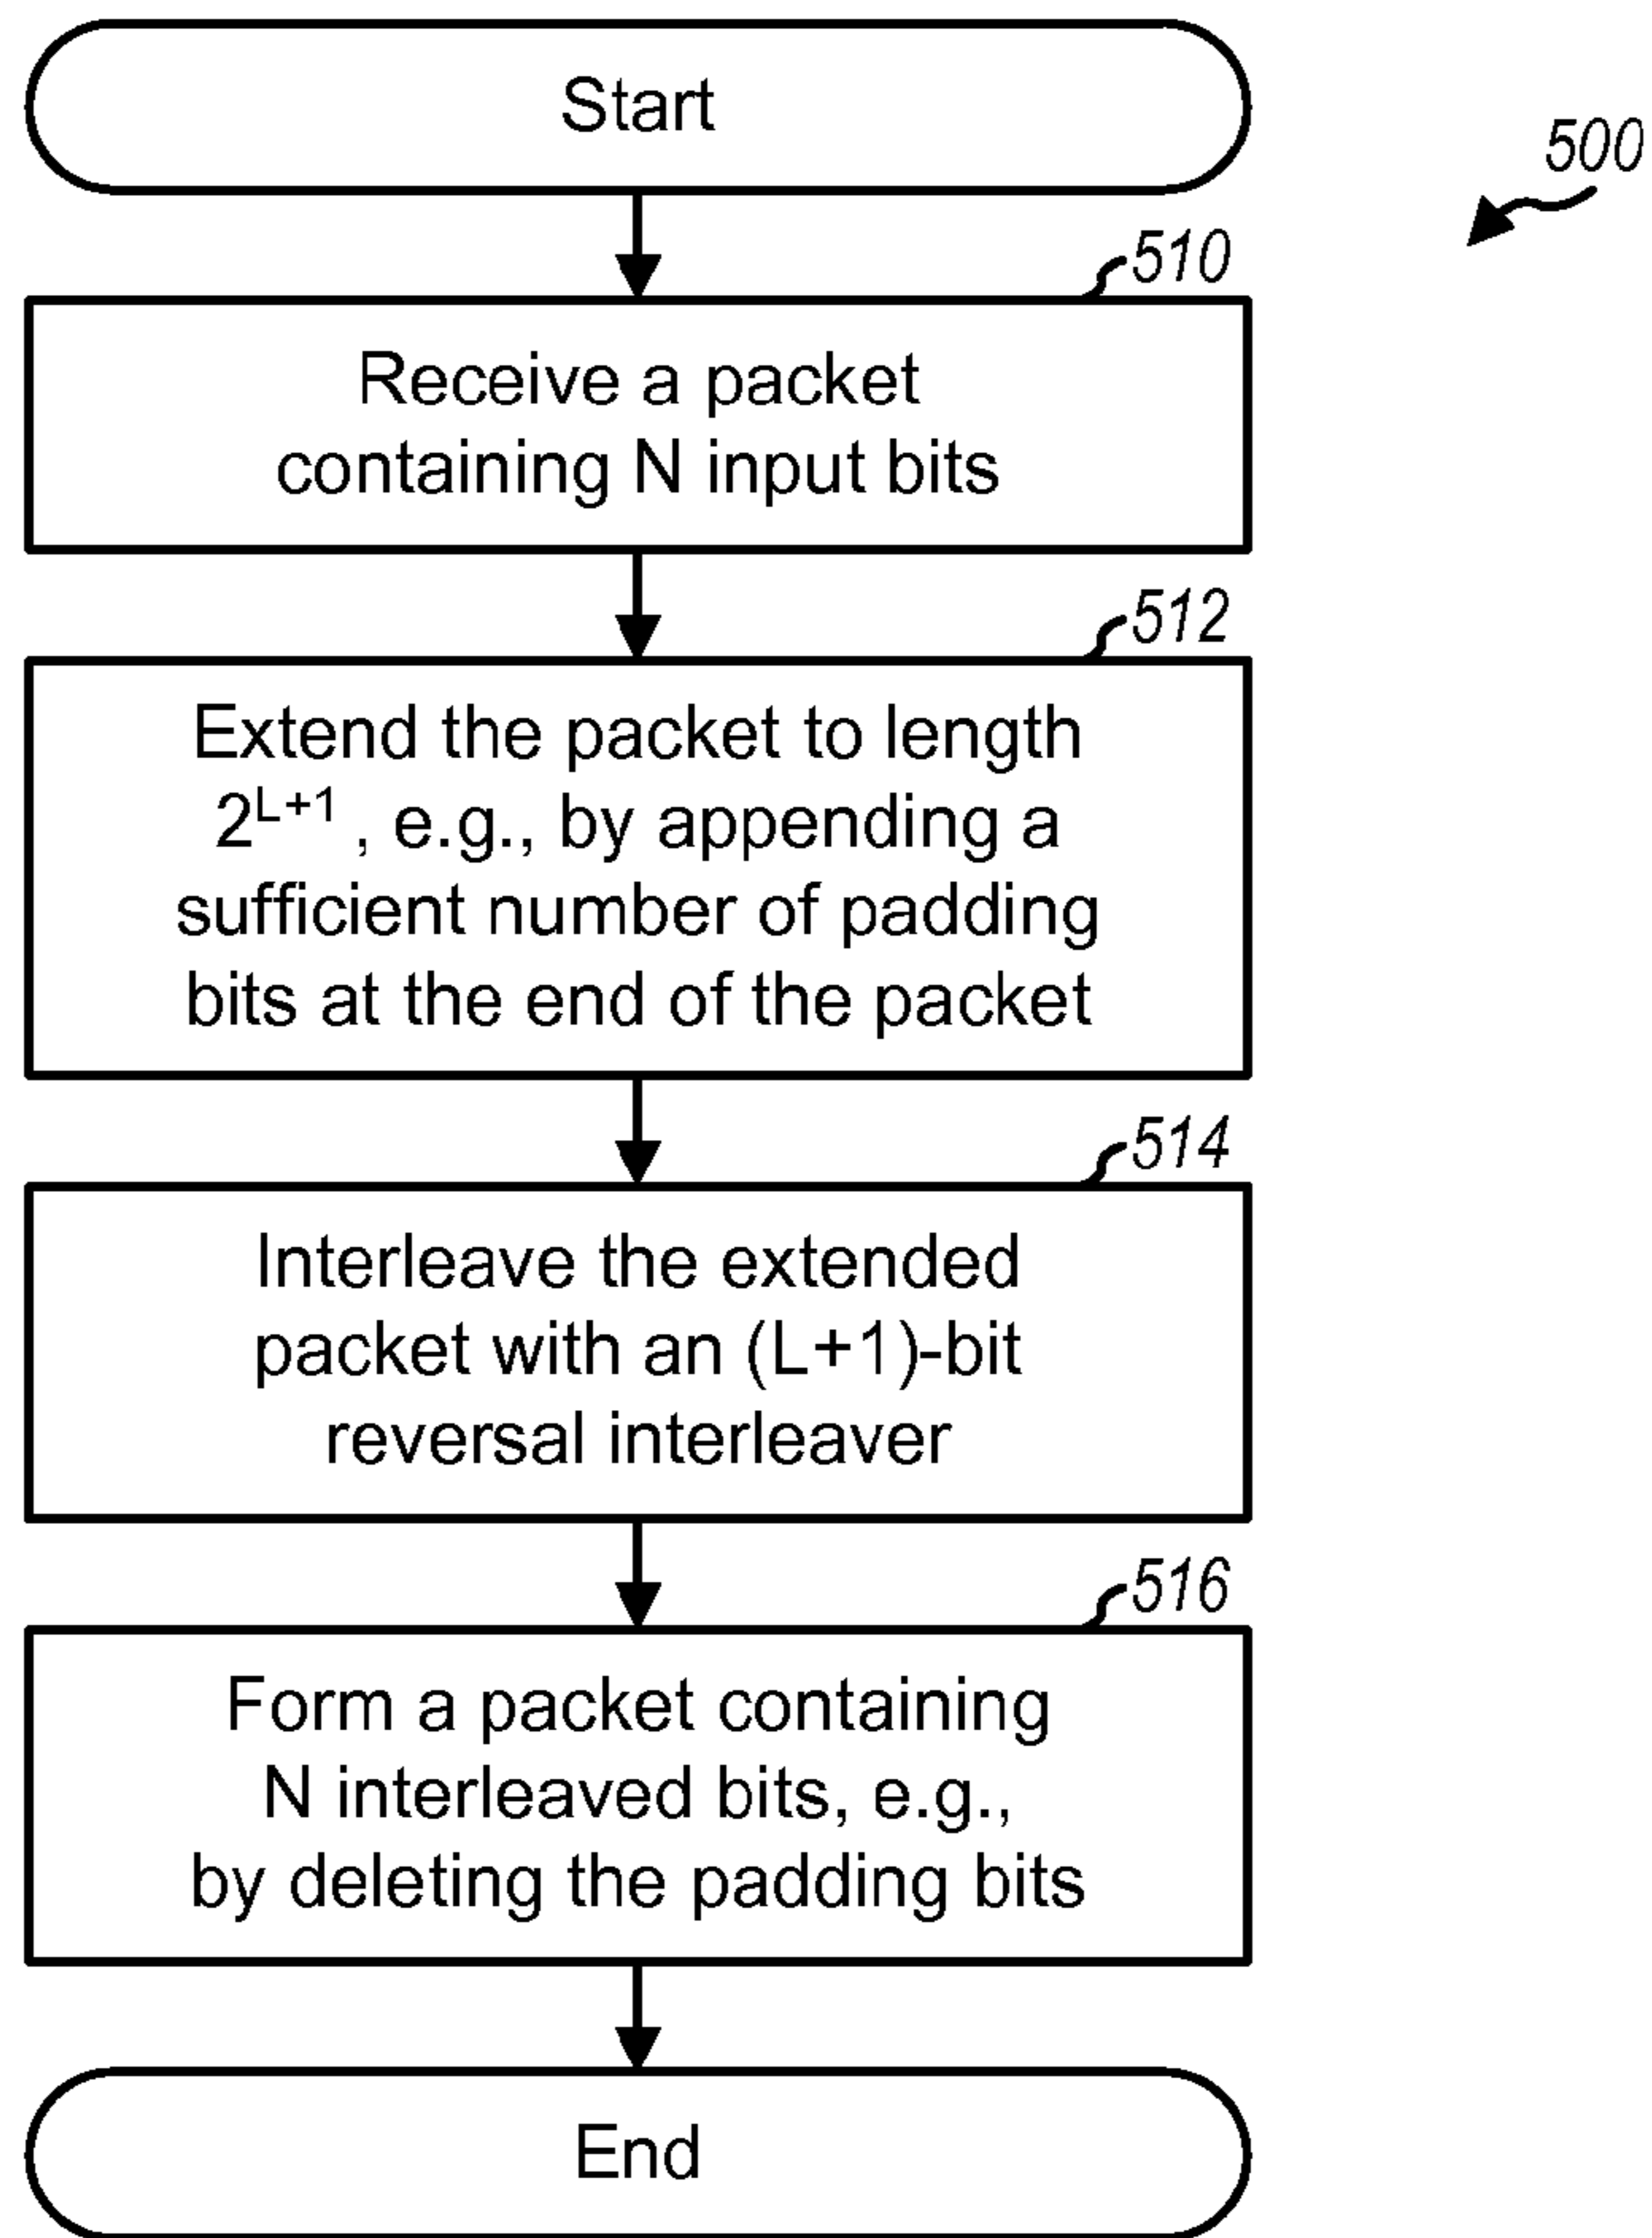 Start
500
510
Receive a packet
containing N input bits
512
Extend the packet to length
2^{L+1} , e.g., by appending a
sufficient number of padding
bits at the end of the packet
514
Interleave the extended
packet with an (L+1)-bit
reversal interleaver
516
Form a packet containing
N interleaved bits, e.g.,
by deleting the padding bits
End